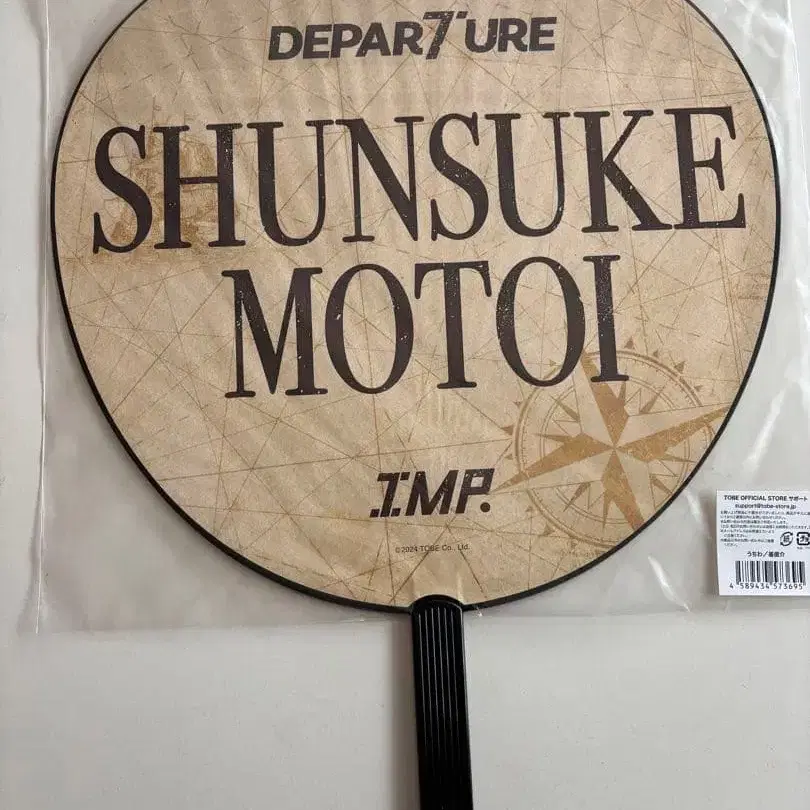 DEPAR7URE
SHUNSUKE
MOTOI
IMP.
©2024 TOBE Co., Ltd.
TOBE OFFICIAL STORE サポート
support@tobe-store.jp
うちわ/基俊介
4 589434 573695